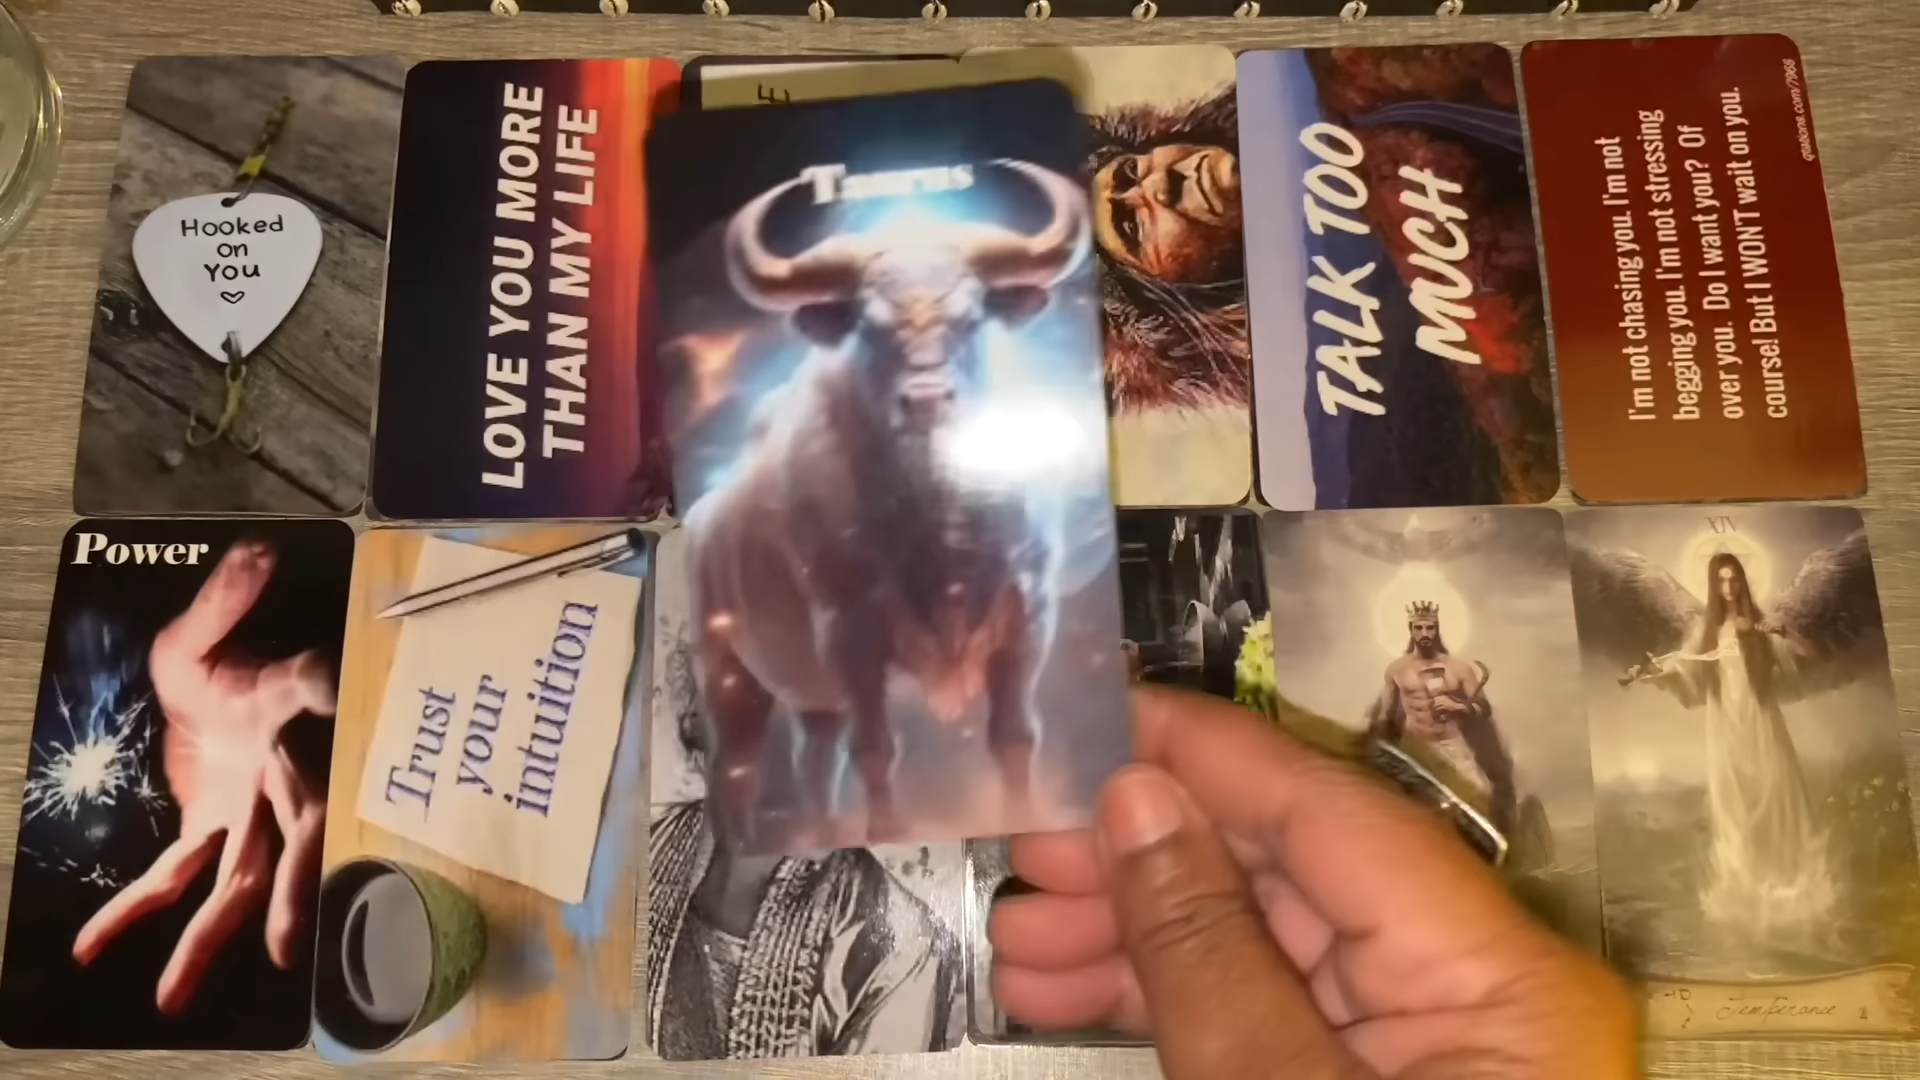 Hooked
on
You
LOVE YOU MORE
THAN MY LIFE
Taurus
TALK TOO
MUCH
I'm not chasing you. I'm not
begging you. I'm not stressing
over you. Do I want you? Of
course! But I WON'T wait on you.
Power
Trust
your
intuition
XIV
Temperance